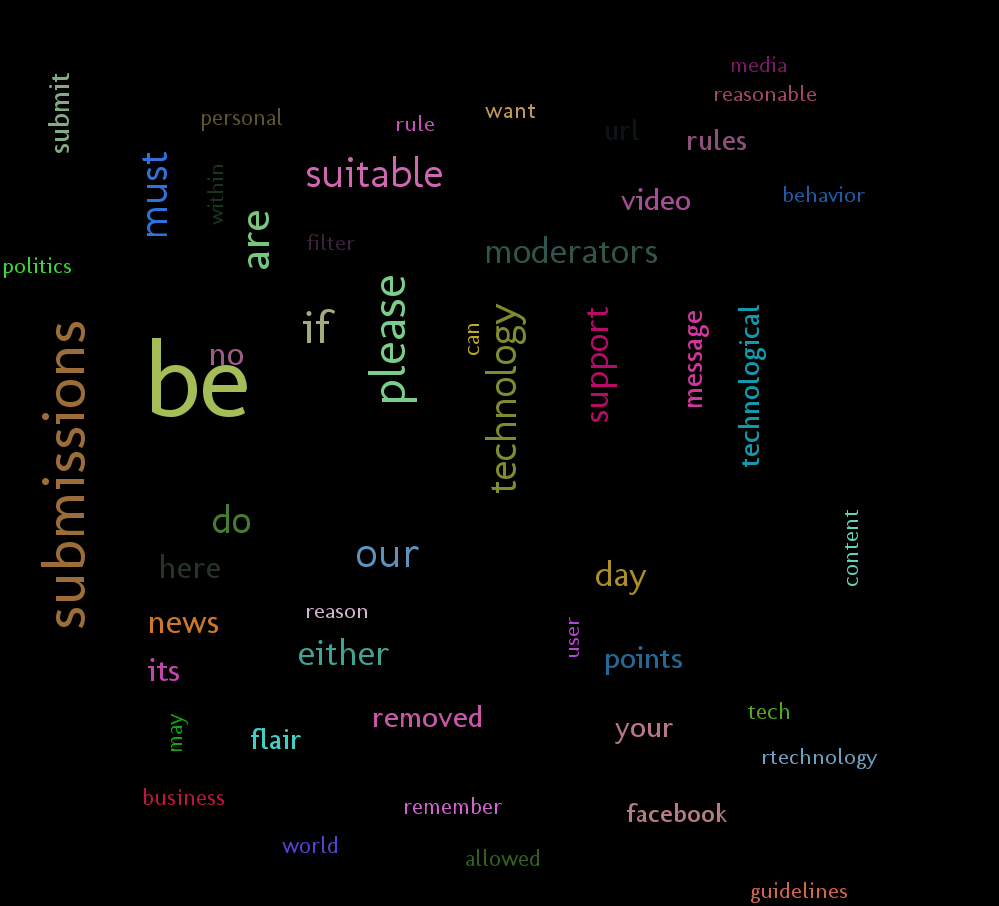 media
submit
reasonable
personal
want
rule
url
rules
must
suitable
within
video
behavior
are
filter
moderators
politics
if
please
can
technology
support
message
technological
no
be
submissions
do
our
content
here
day
reason
news
user
either
points
its
removed
tech
may
flair
your
rtechnology
business
remember
facebook
world
allowed
guidelines